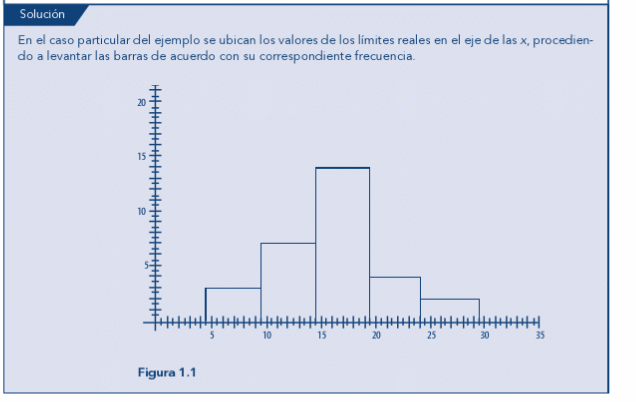 Solución
En el caso particular del ejemplo se ubican los valores de los límites reales en el eje de las x, procedien-
do a levantar las barras de acuerdo con su correspondiente frecuencia.
20
15
10
5
5 10 15 20 25 30 35
Figura 1.1